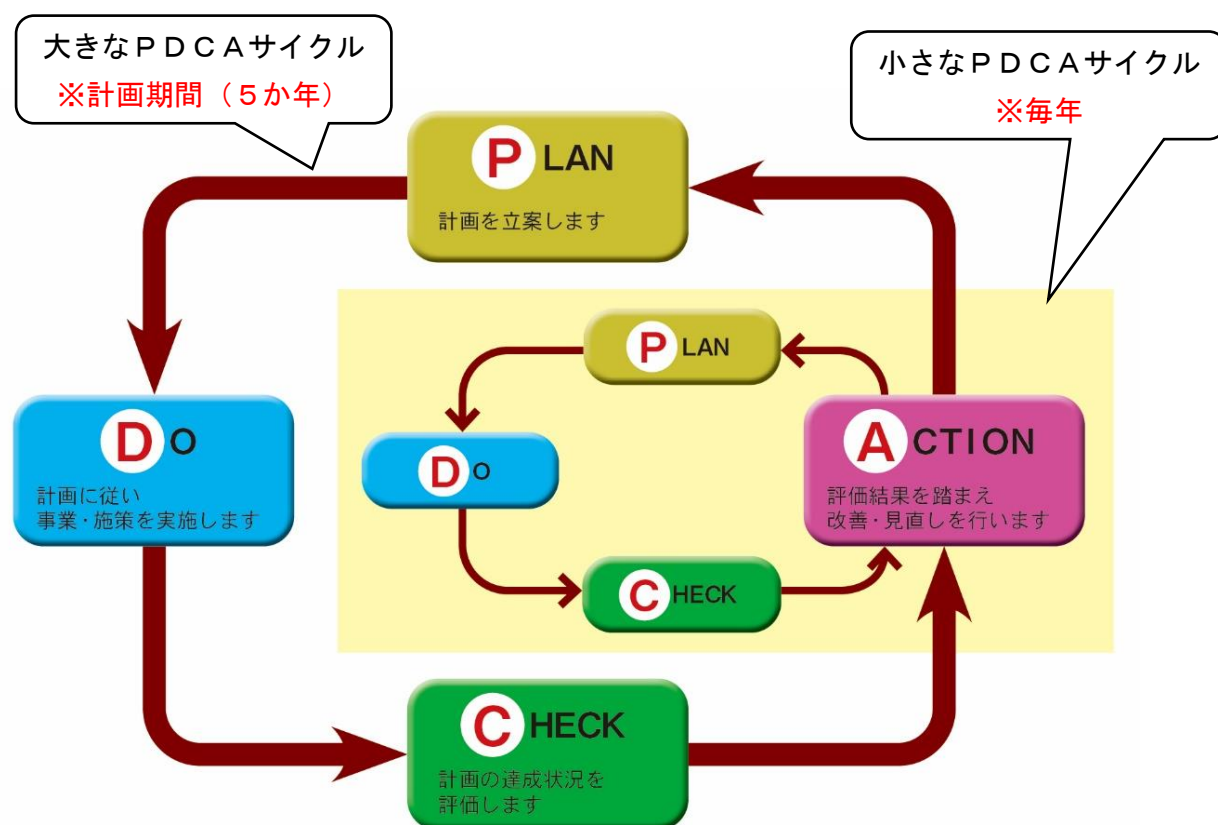 大きなPDCAサイクル
※計画期間（５か年）
小さなPDCAサイクル
※毎年
PLAN
計画を立案します
PLAN
DO
計画に従い
事業・施策を実施します
DO
ACTION
評価結果を踏まえ
改善・見直しを行います
CHECK
CHECK
計画の達成状況を
評価します